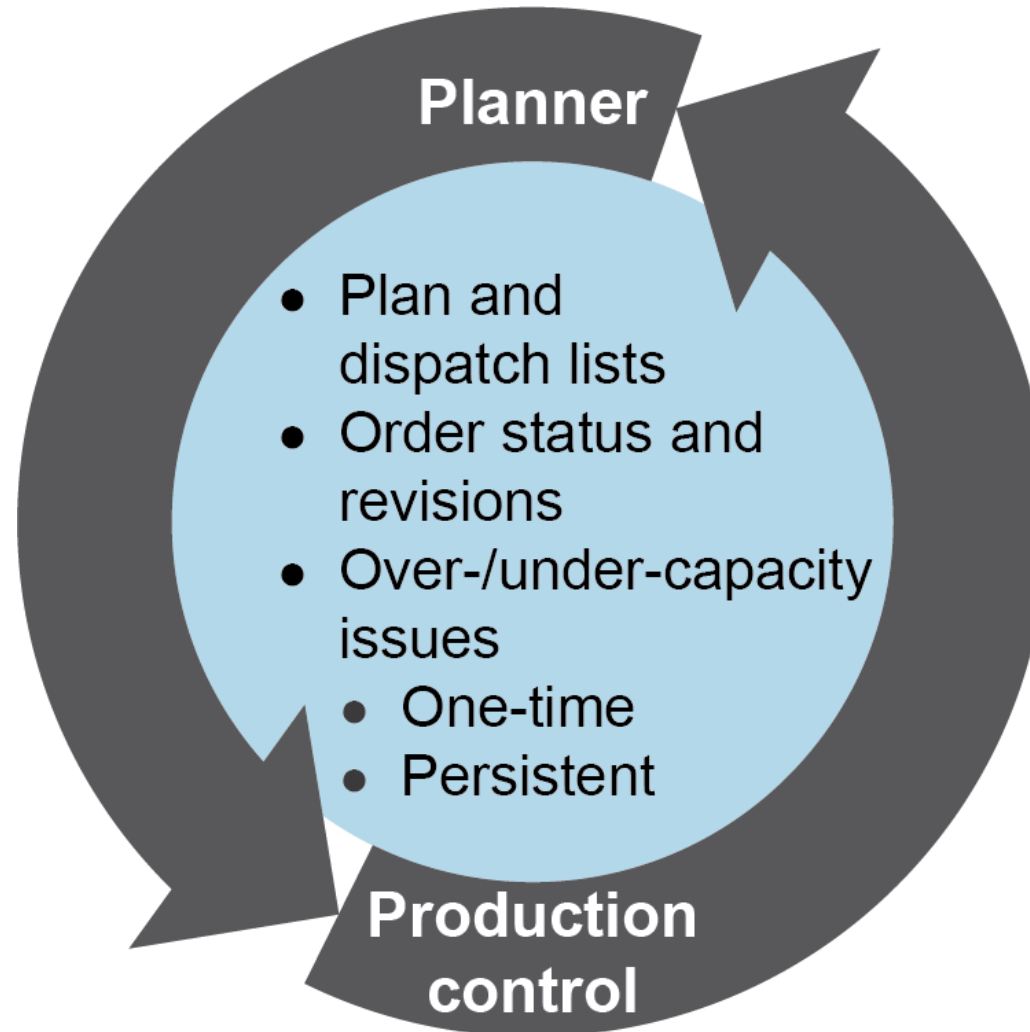 Planner
• Plan and
dispatch lists
• Order status and
revisions
• Over-/under-capacity
issues
• One-time
• Persistent
Production
control